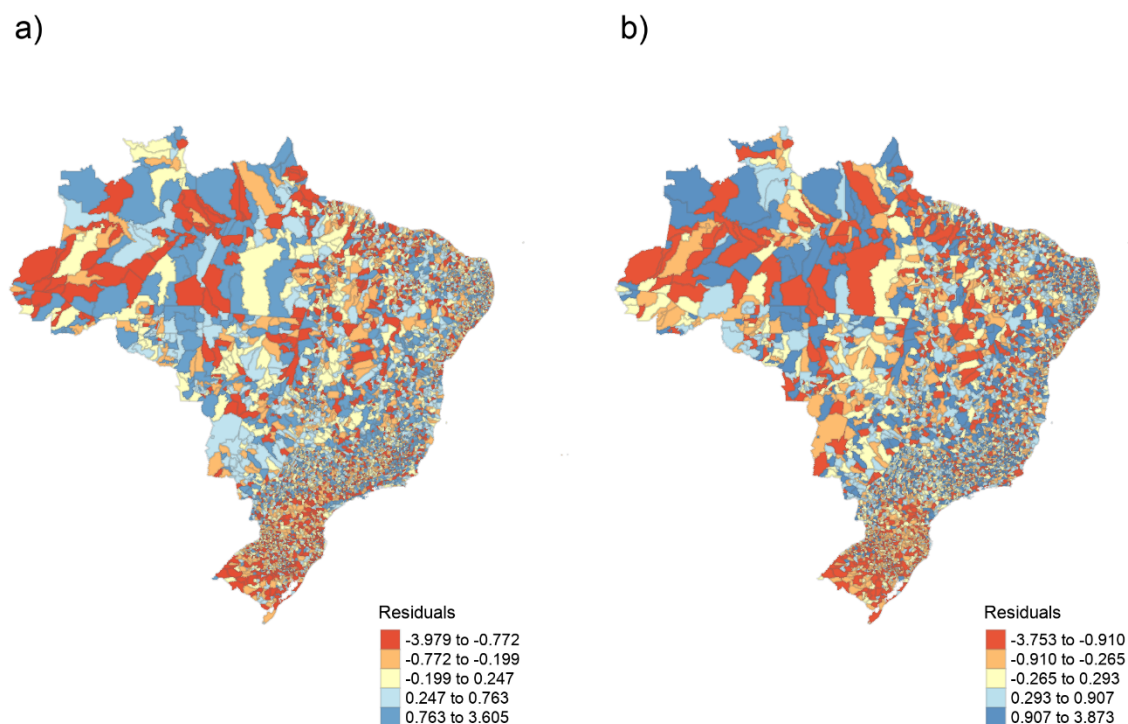 a)
b)
Residuals
-3.979 to -0.772
-0.772 to -0.199
-0.199 to 0.247
0.247 to 0.763
0.763 to 3.605
Residuals
-3.753 to -0.910
-0.910 to -0.265
-0.265 to 0.293
0.293 to 0.907
0.907 to 3.873